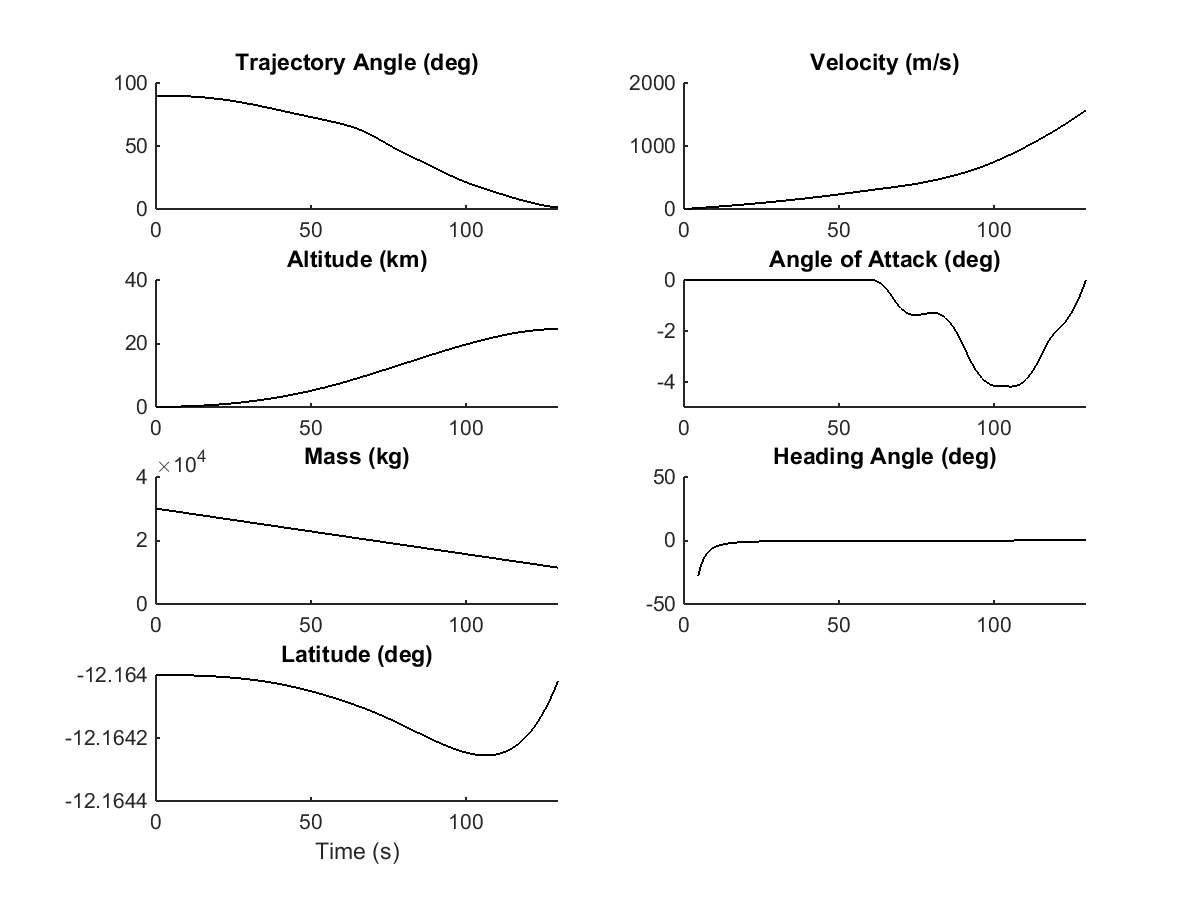 Trajectory Angle (deg)
100
50
0
0 50 100
Velocity (m/s)
2000
1000
0
0 50 100
Altitude (km)
40
20
0
0 50 100
Angle of Attack (deg)
0
-2
-4
0 50 100
Mass (kg)
×10⁴
4
2
0
0 50 100
Heading Angle (deg)
50
0
-50
0 50 100
Latitude (deg)
-12.164
-12.1642
-12.1644
0 50 100
Time (s)